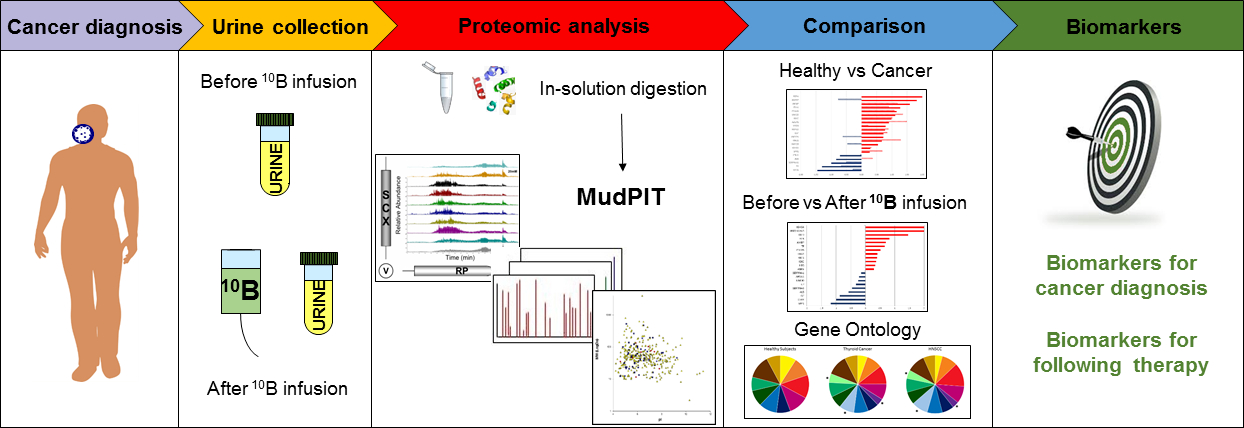 Cancer diagnosis
Urine collection
Proteomic analysis
Comparison
Biomarkers
Before 10B infusion
URINE
10B
URINE
After 10B infusion
In-solution digestion
MudPIT
SCX
Relative Abundance
Time (min)
V
RP
Healthy vs Cancer
Before vs After 10B infusion
Gene Ontology
Healthy Subjects
Thyroid Cancer
HNSCC
Biomarkers for
cancer diagnosis
Biomarkers for
following therapy